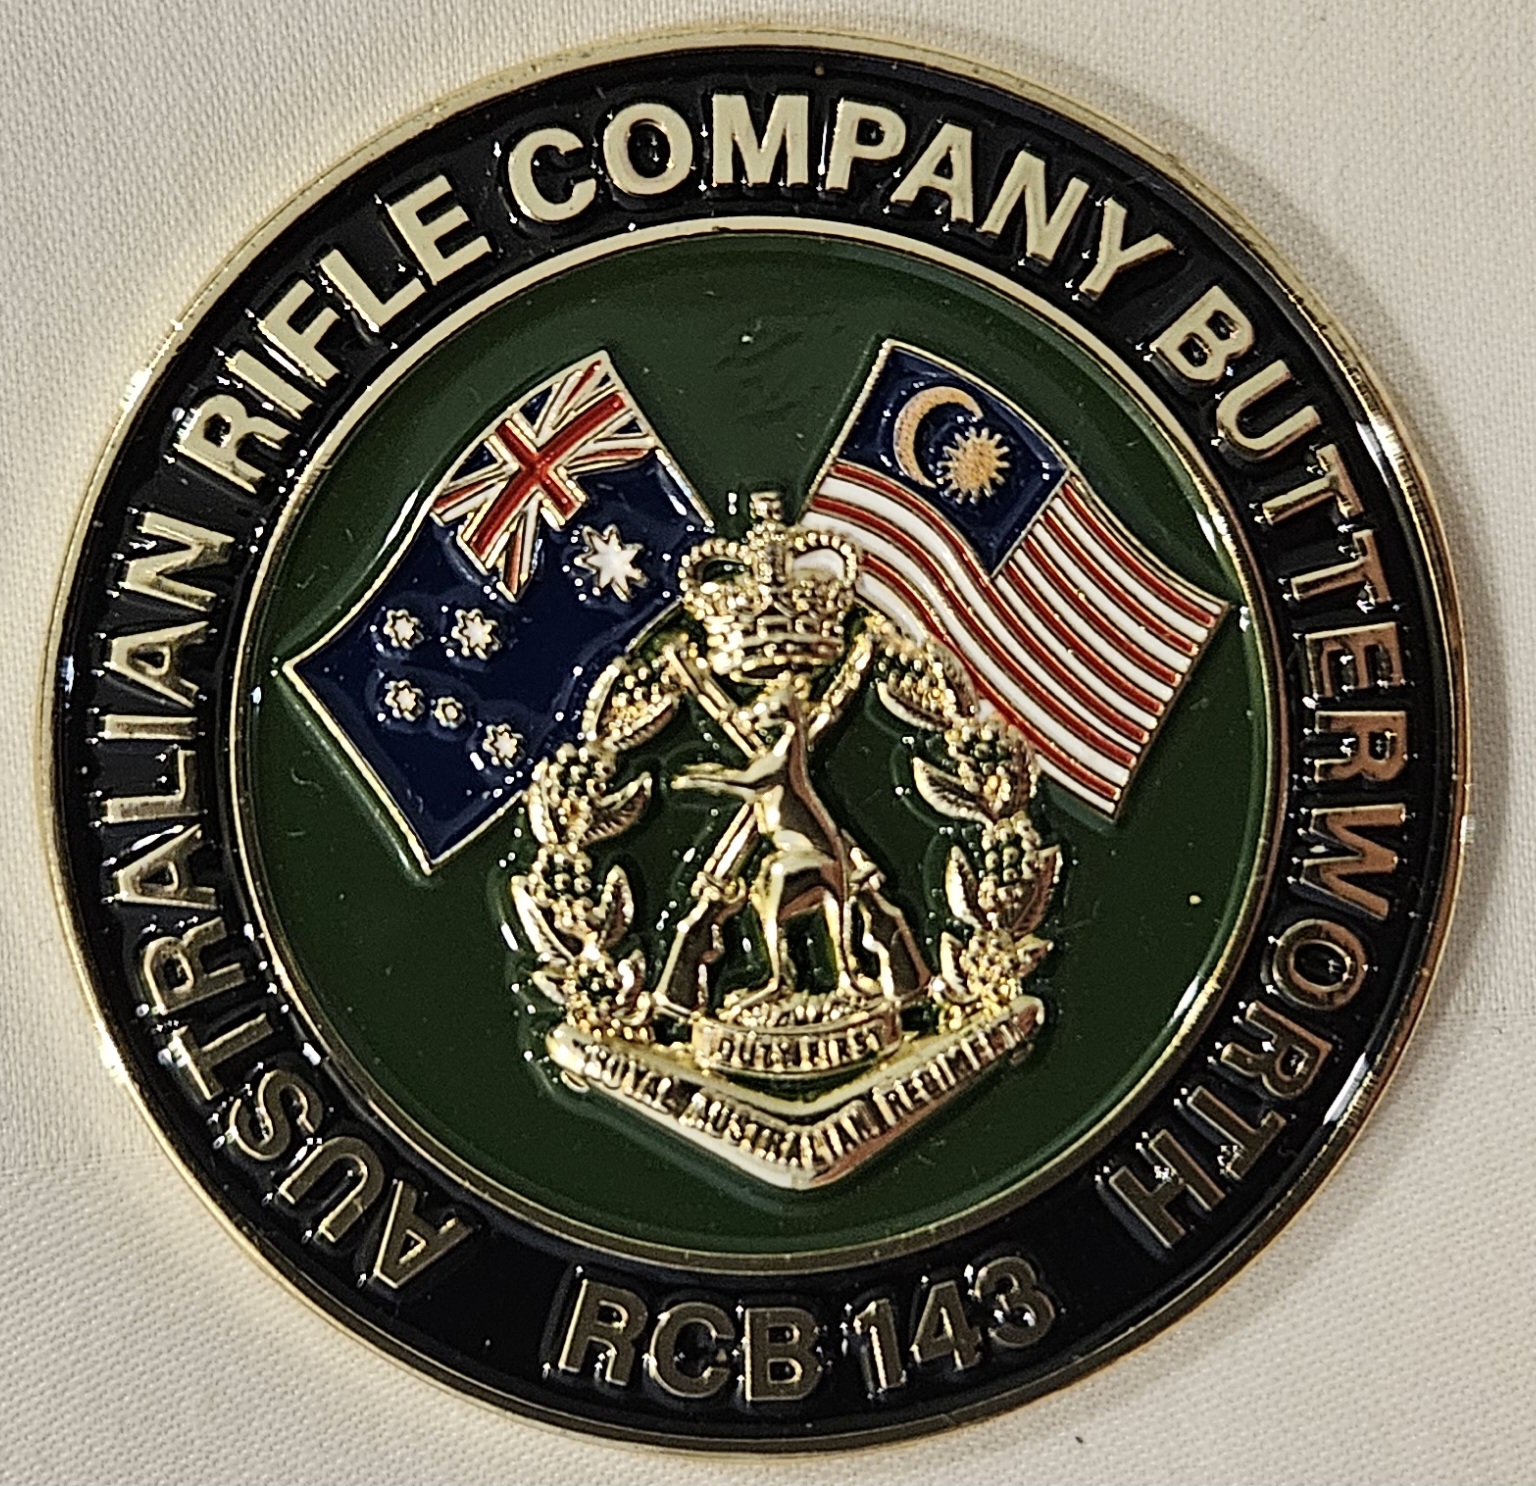 AUSTRALIAN RIFLE COMPANY BUTTERWORTH
DUTY FIRST
ROYAL AUSTRALIAN REGIMENT
RCB 143